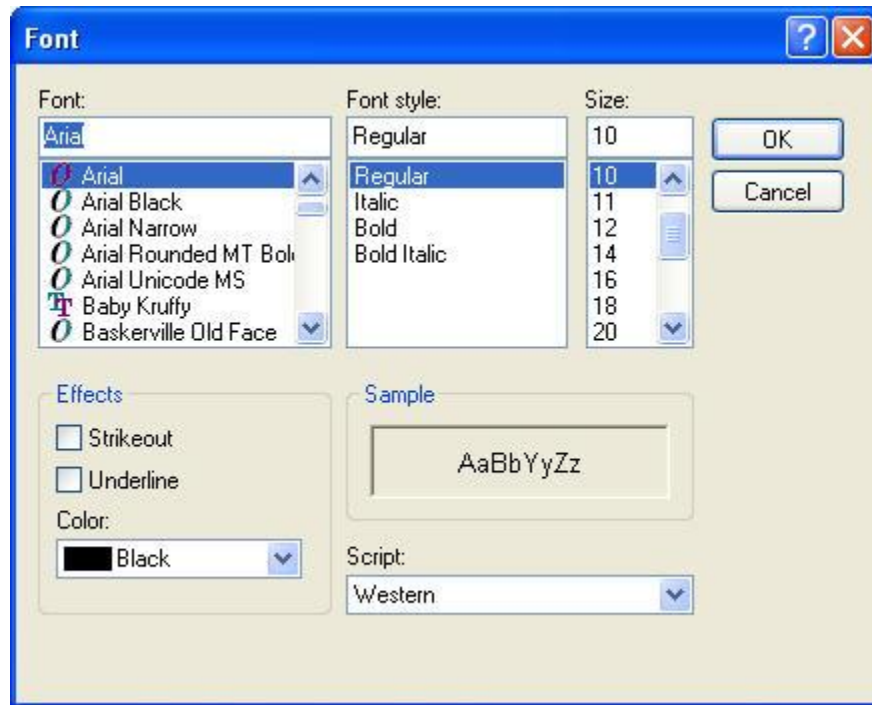 Font
Font:
Font style:
Size:
Arial
Regular
10
OK
Cancel
Arial
Arial Black
Arial Narrow
Arial Rounded MT Bol
Arial Unicode MS
Baby Kruffy
Baskerville Old Face
Regular
Italic
Bold
Bold Italic
10
11
12
14
16
18
20
Effects
Strikeout
Underline
Color:
Black
Sample
AaBbYyZz
Script:
Western